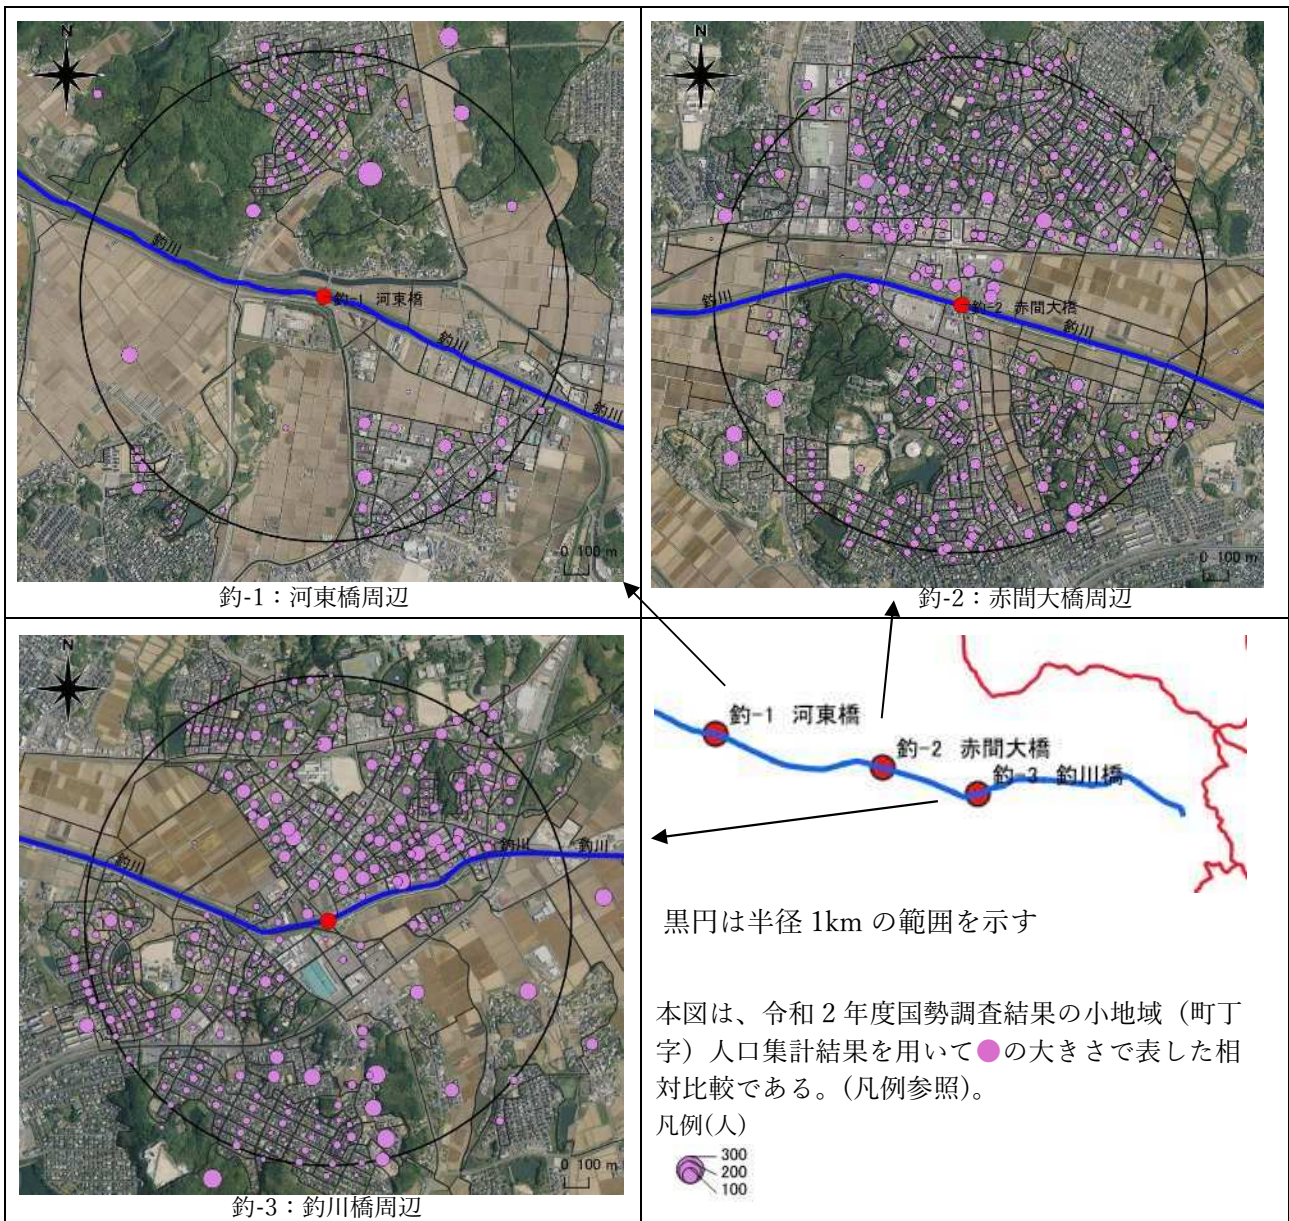 N
釣川
釣-1 河東橋
釣川
釣川
0 100 m
釣-1：河東橋周辺
N
釣川
釣-2 赤間大橋
釣川
0 100 m
釣-2：赤間大橋周辺
N
釣川
釣川
釣川
0 100 m
釣-3：釣川橋周辺
釣-1 河東橋
釣-2 赤間大橋
釣-3 釣川橋
黒円は半径 1km の範囲を示す
本図は、令和 2 年度国勢調査結果の小地域（町丁
字）人口集計結果を用いて●の大きさで表した相
対比較である。(凡例参照)。
凡例(人)
300
200
100